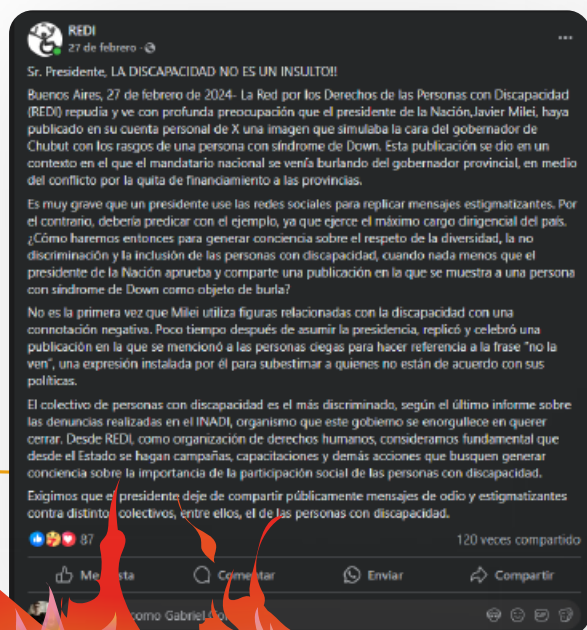 REDI
27 de febrero ·
Sr. Presidente, LA DISCAPACIDAD NO ES UN INSULTO!!
Buenos Aires, 27 de febrero de 2024- La Red por los Derechos de las Personas con Discapacidad
(REDI) repudia y ve con profunda preocupación que el presidente de la Nación,Javier Milei, haya
publicado en su cuenta personal de X una imagen que simulaba la cara del gobernador de
Chubut con los rasgos de una persona con síndrome de Down. Esta publicación se dio en un
contexto en el que el mandatario nacional se venía burlando del gobernador provincial, en medio
del conflicto por la quita de financiamiento a las provincias.
Es muy grave que un presidente use las redes sociales para replicar mensajes estigmatizantes. Por
el contrario, debería predicar con el ejemplo, ya que ejerce el máximo cargo dirigencial del país.
¿Cómo haremos entonces para generar conciencia sobre el respeto de la diversidad, la no
discriminación y la inclusión de las personas con discapacidad, cuando nada menos que el
presidente de la Nación aprueba y comparte una publicación en la que se muestra a una persona
con síndrome de Down como objeto de burla?
No es la primera vez que Milei utiliza figuras relacionadas con la discapacidad con una
connotación negativa. Poco tiempo después de asumir la presidencia, replicó y celebró una
publicación en la que se mencionó a las personas ciegas para hacer referencia a la frase "no la
ven", una expresión instalada por él para subestimar a quienes no están de acuerdo con sus
políticas.
El colectivo de personas con discapacidad es el más discriminado, según el último informe sobre
las denuncias realizadas en el INADI, organismo que este gobierno se enorgullece en querer
cerrar. Desde REDI, como organización de derechos humanos, consideramos fundamental que
desde el Estado se hagan campañas, capacitaciones y demás acciones que busquen generar
conciencia sobre la importancia de la participación social de las personas con discapacidad.
Exigimos que el presidente deje de compartir públicamente mensajes de odio y estigmatizantes
contra distintos colectivos, entre ellos, el de las personas con discapacidad.
87
120 veces compartido
Me
Comentar
Enviar
Compartir
como Gabriel